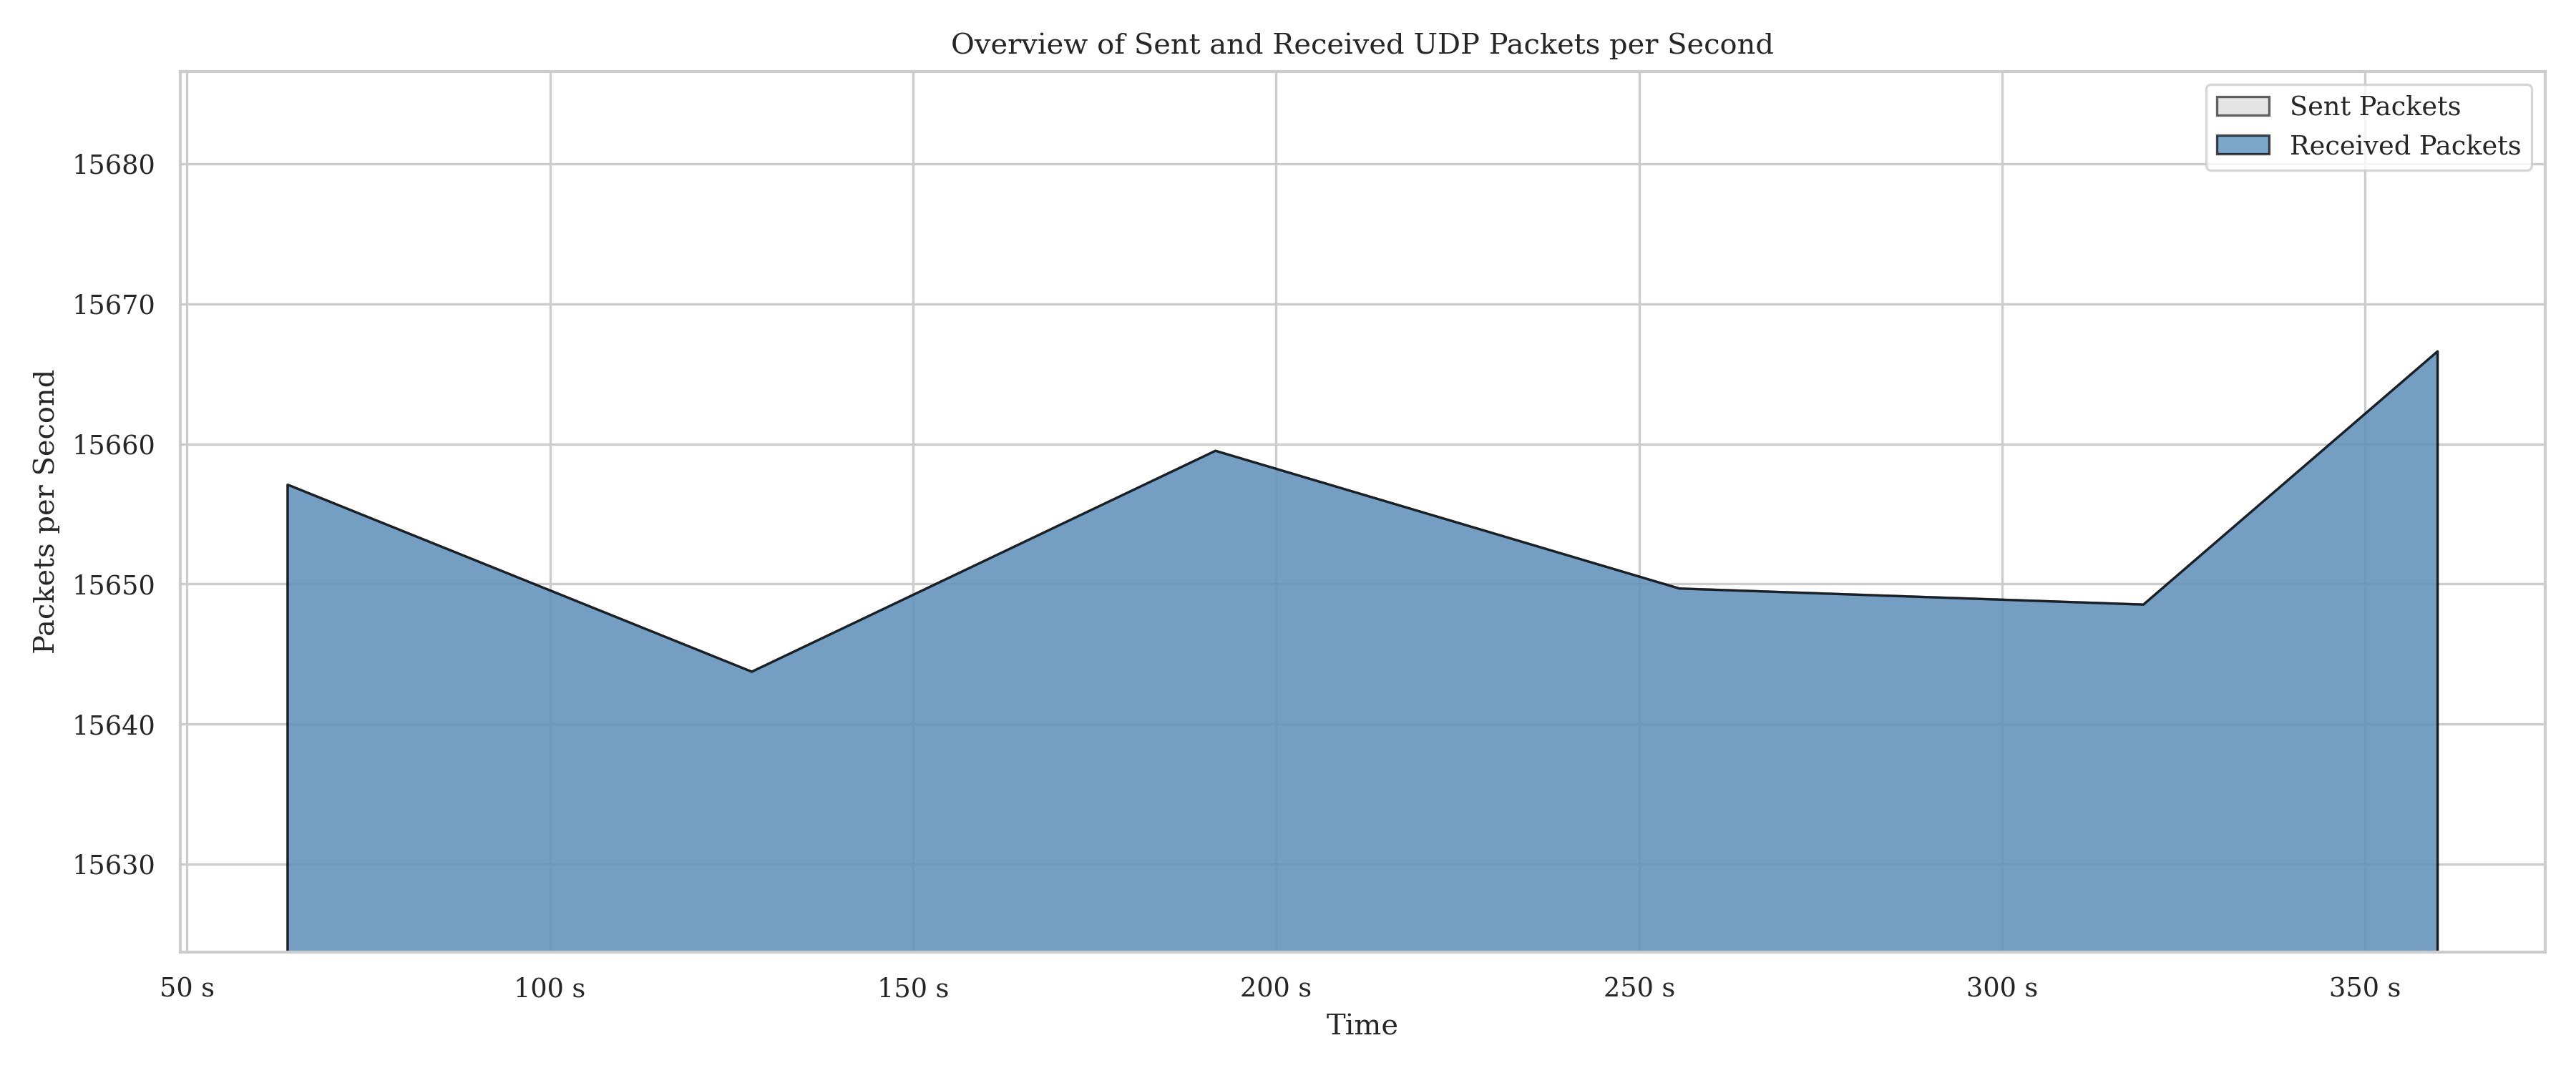 Overview of Sent and Received UDP Packets per Second
Sent Packets
Received Packets
Packets per Second
15680
15670
15660
15650
15640
15630
50 s
100 s
150 s
200 s
250 s
300 s
350 s
Time